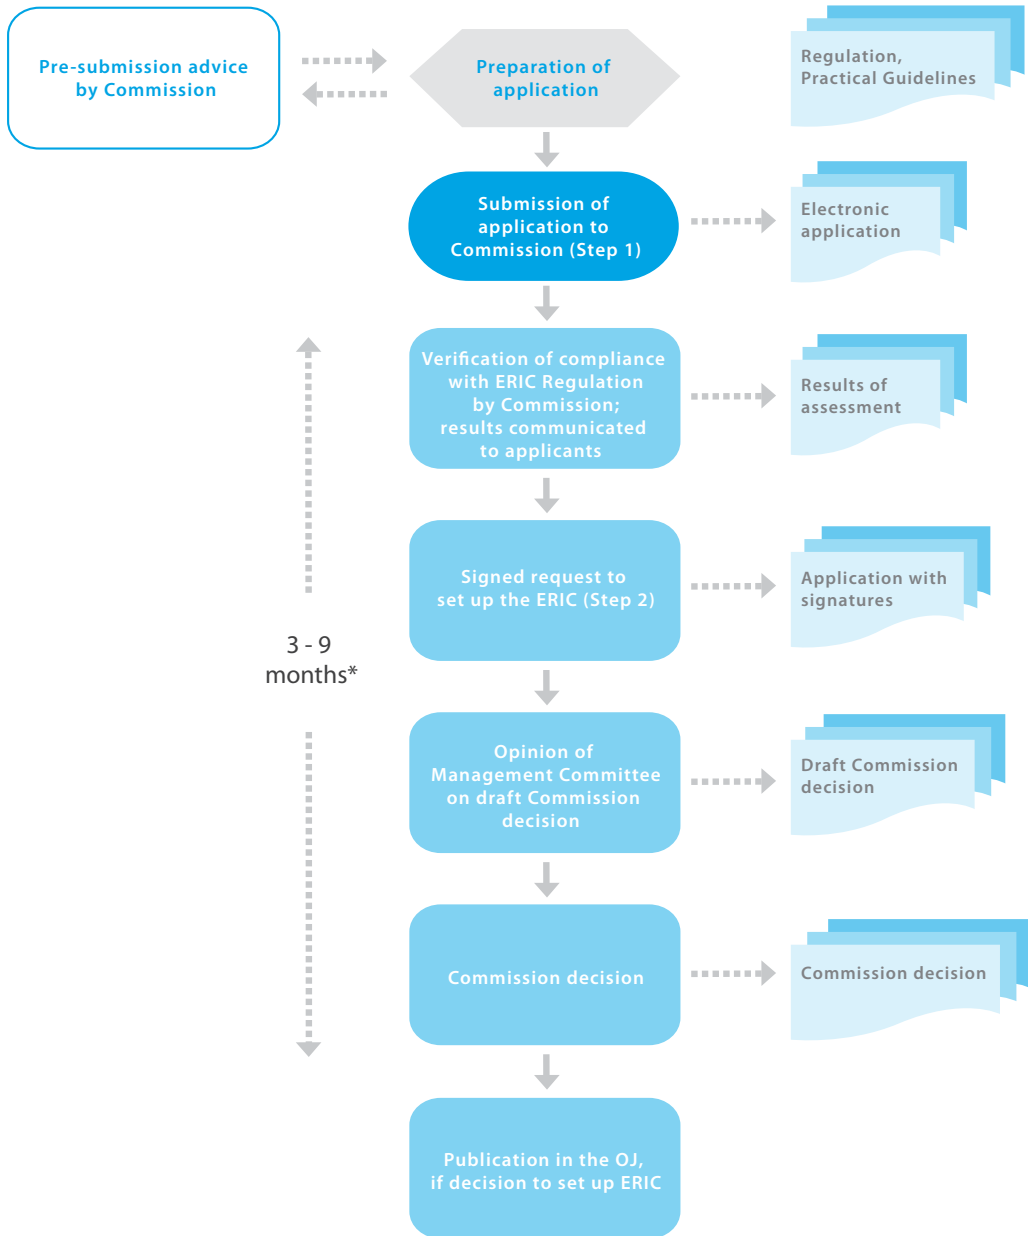 Pre-submission advice
by Commission
Preparation of
application
Regulation,
Practical Guidelines
Submission of
application to
Commission (Step 1)
Electronic
application
Verification of compliance
with ERIC Regulation
by Commission;
results communicated
to applicants
Results of
assessment
Signed request to
set up the ERIC (Step 2)
Application with
signatures
3 - 9
months*
Opinion of
Management Committee
on draft Commission
decision
Draft Commission
decision
Commission decision
Commission decision
Publication in the OJ,
if decision to set up ERIC